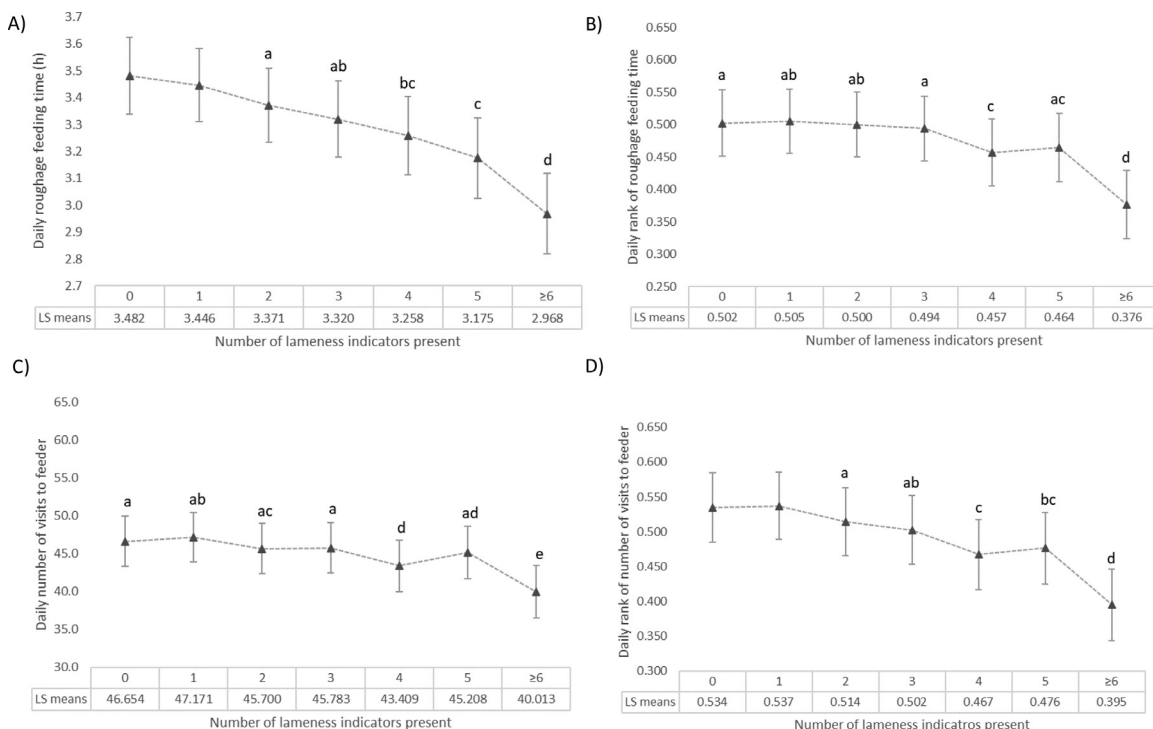 A)
Daily roughage feeding time (h)
3.7
3.6
3.5
3.4
3.3
3.2
3.1
3.0
2.9
2.8
2.7
a
ab
bc
c
d
0 1 2 3 4 5 ≥6
LS means 3.482 3.446 3.371 3.320 3.258 3.175 2.968
Number of lameness indicators present
B)
Daily rank of roughage feeding time
0.650
0.600
0.550
0.500
0.450
0.400
0.350
0.300
0.250
a ab ab a c ac d
0 1 2 3 4 5 ≥6
LS means 0.502 0.505 0.500 0.494 0.457 0.464 0.376
Number of lameness indicators present
C)
Daily number of visits to feeder
65.0
60.0
55.0
50.0
45.0
40.0
35.0
30.0
a ab ac a d ad e
0 1 2 3 4 5 ≥6
LS means 46.654 47.171 45.700 45.783 43.409 45.208 40.013
Number of lameness indicators present
D)
Daily rank of number of visits to feeder
0.650
0.600
0.550
0.500
0.450
0.400
0.350
0.300
a ab c bc d
0 1 2 3 4 5 ≥6
LS means 0.534 0.537 0.514 0.502 0.467 0.476 0.395
Number of lameness indicatros present